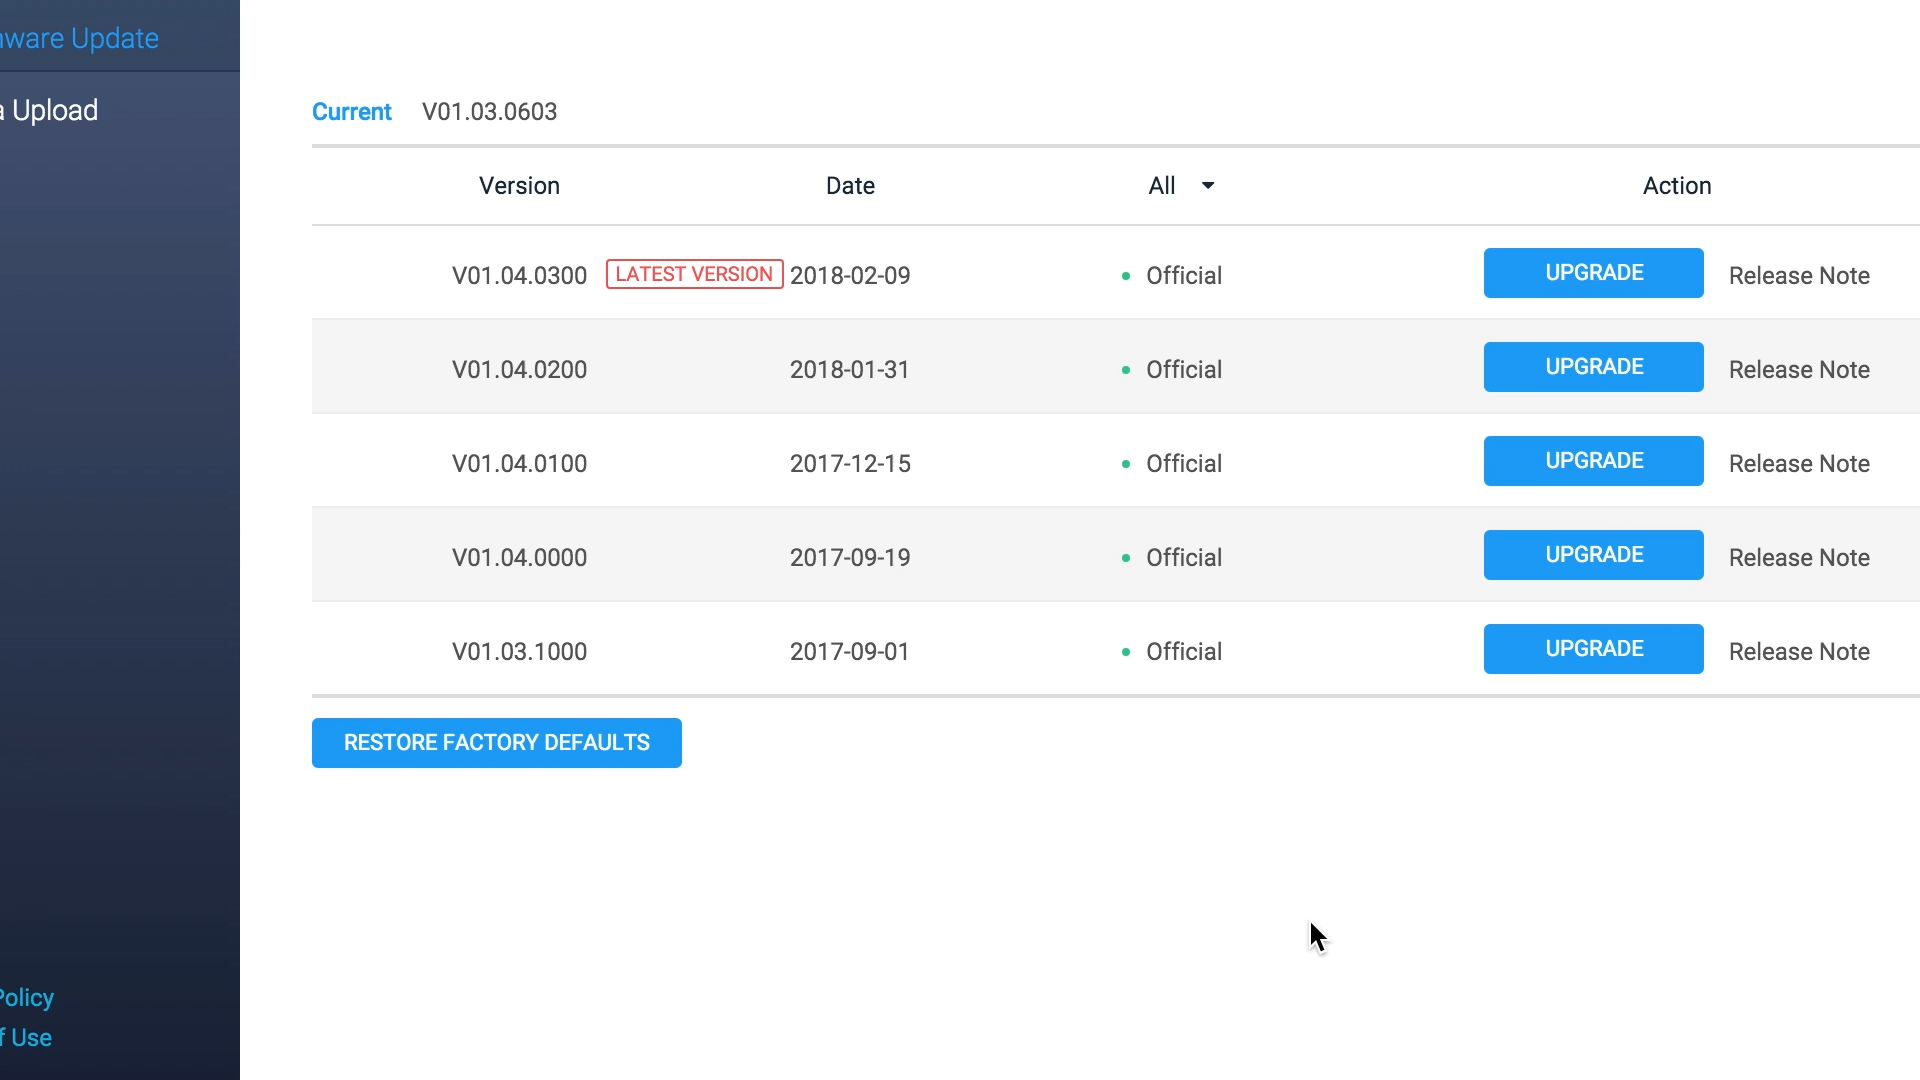 ware Update
Upload
Current V01.03.0603
Version Date All Action
V01.04.0300 LATEST VERSION 2018-02-09 Official UPGRADE Release Note
V01.04.0200 2018-01-31 Official UPGRADE Release Note
V01.04.0100 2017-12-15 Official UPGRADE Release Note
V01.04.0000 2017-09-19 Official UPGRADE Release Note
V01.03.1000 2017-09-01 Official UPGRADE Release Note
RESTORE FACTORY DEFAULTS
Policy
f Use